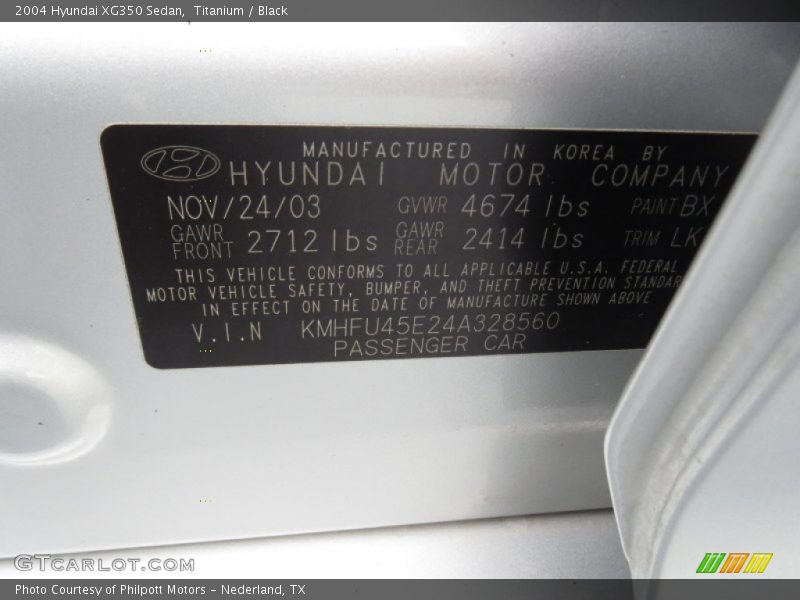 2004 Hyundai XG350 Sedan, Titanium / Black
MANUFACTURED IN KOREA BY
HYUNDAI MOTOR COMPANY
NOV/24/03 GVWR 4674 lbs PAINT BX
GAWR FRONT 2712 lbs GAWR REAR 2414 lbs TRIM LK
THIS VEHICLE CONFORMS TO ALL APPLICABLE U.S.A. FEDERAL
MOTOR VEHICLE SAFETY, BUMPER, AND THEFT PREVENTION STANDAR
IN EFFECT ON THE DATE OF MANUFACTURE SHOWN ABOVE
V.I.N KMHFU45E24A328560
PASSENGER CAR
GTCARLOT.COM
Photo Courtesy of Philpott Motors - Nederland, TX